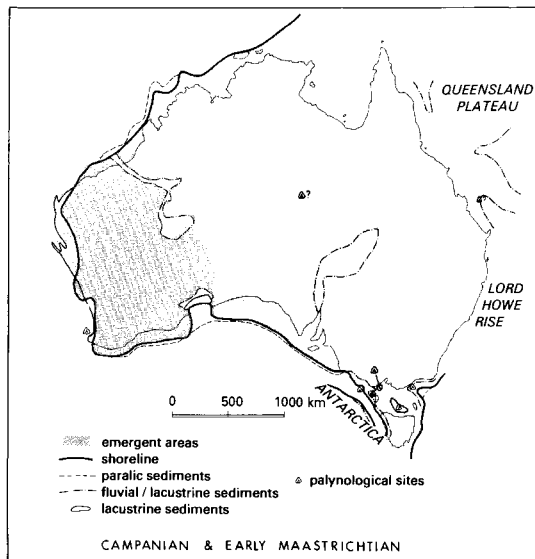 QUEENSLAND
PLATEAU
?
LORD
HOWE
RISE
ANTARCTICA
0 500 1000 km
emergent areas
shoreline
paralic sediments
fluvial / lacustrine sediments
palynological sites
lacustrine sediments
CAMPANIAN & EARLY MAASTRICHTIAN